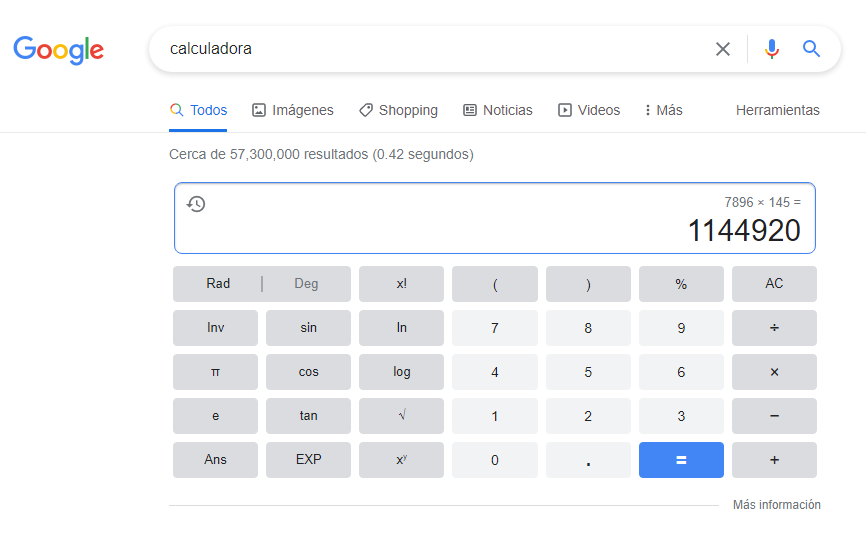 Google calculadora
Todos Imágenes Shopping Noticias Videos Más Herramientas
Cerca de 57,300,000 resultados (0.42 segundos)
7896 × 145 =
1144920
Rad | Deg x! ( ) % AC
Inv sin ln 7 8 9 ÷
π cos log 4 5 6 ×
e tan √ 1 2 3 −
Ans EXP xʸ 0 . = +
Más información